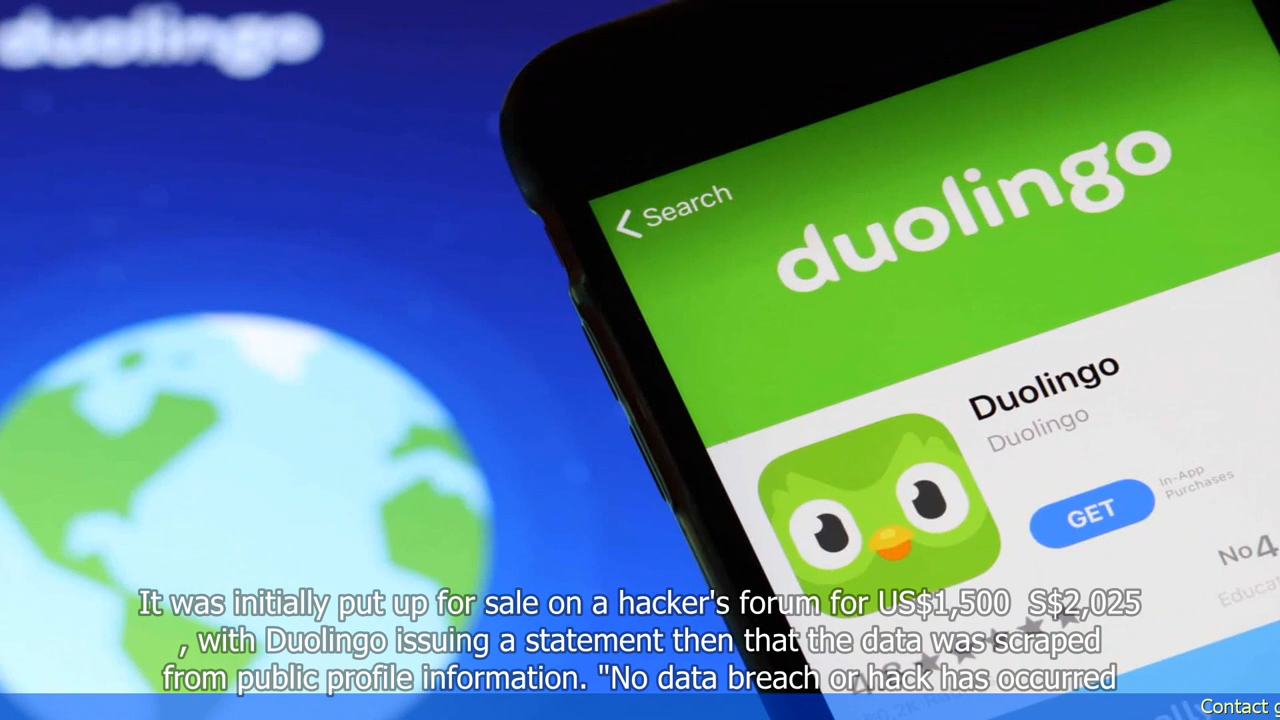 duolingo
< Search
duolingo
Duolingo
Duolingo
In-App
Purchases
GET
No4
It was initially put up for sale on a hacker's forum for US$1,500 S$2,025
, with Duolingo issuing a statement then that the data was scraped
from public profile information. "No data breach or hack has occurred
Contact